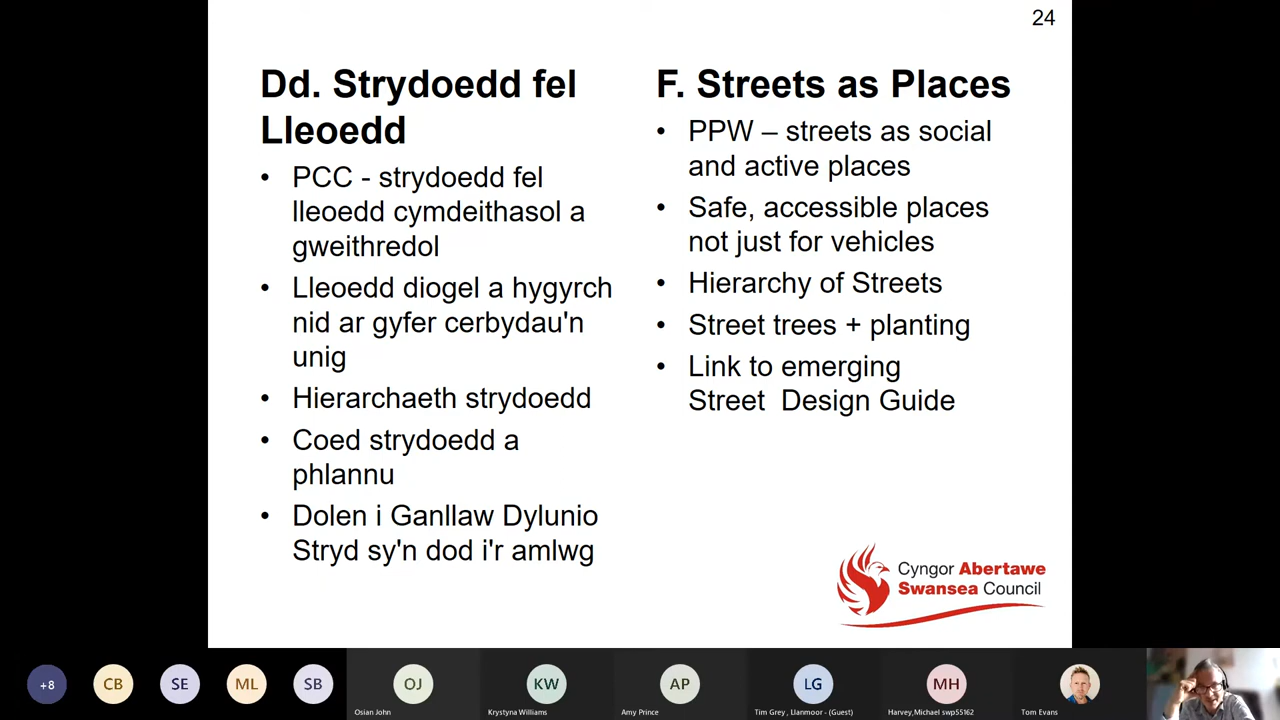 24
Dd. Strydoedd fel
Lleoedd
• PCC - strydoedd fel
lleoedd cymdeithasol a
gweithredol
• Lleoedd diogel a hygyrch
nid ar gyfer cerbydau'n
unig
• Hierarchaeth strydoedd
• Coed strydoedd a
phlannu
• Dolen i Ganllaw Dylunio
Stryd sy'n dod i'r amlwg
F. Streets as Places
• PPW – streets as social
and active places
• Safe, accessible places
not just for vehicles
• Hierarchy of Streets
• Street trees + planting
• Link to emerging
Street  Design Guide
Cyngor Abertawe
Swansea Council
+8
CB
SE
ML
SB
OJ
Osian John
KW
Krystyna Williams
AP
Amy Prince
LG
Tim Grey , Llanmoor - (Guest)
MH
Harvey,Michael swp55162
Tom Evans